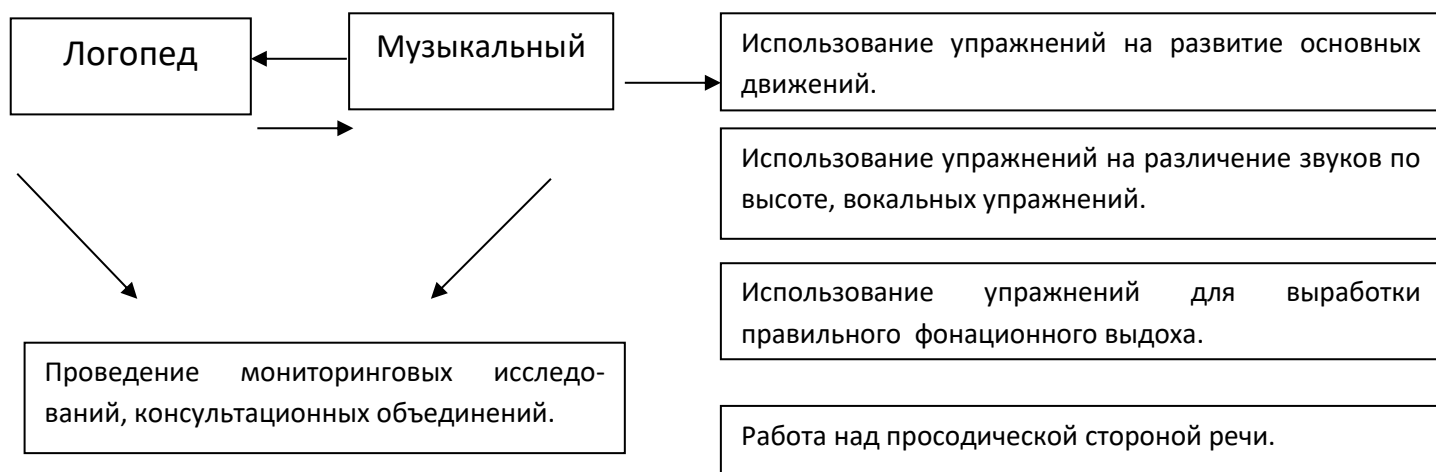 Логопед
Музыкальный
Использование упражнений на развитие основных
движений.
Использование упражнений на различение звуков по
высоте, вокальных упражнений.
Использование упражнений для выработки
правильного фонационного выдоха.
Проведение мониторинговых исследо-
ваний, консультационных объединений.
Работа над просодической стороной речи.